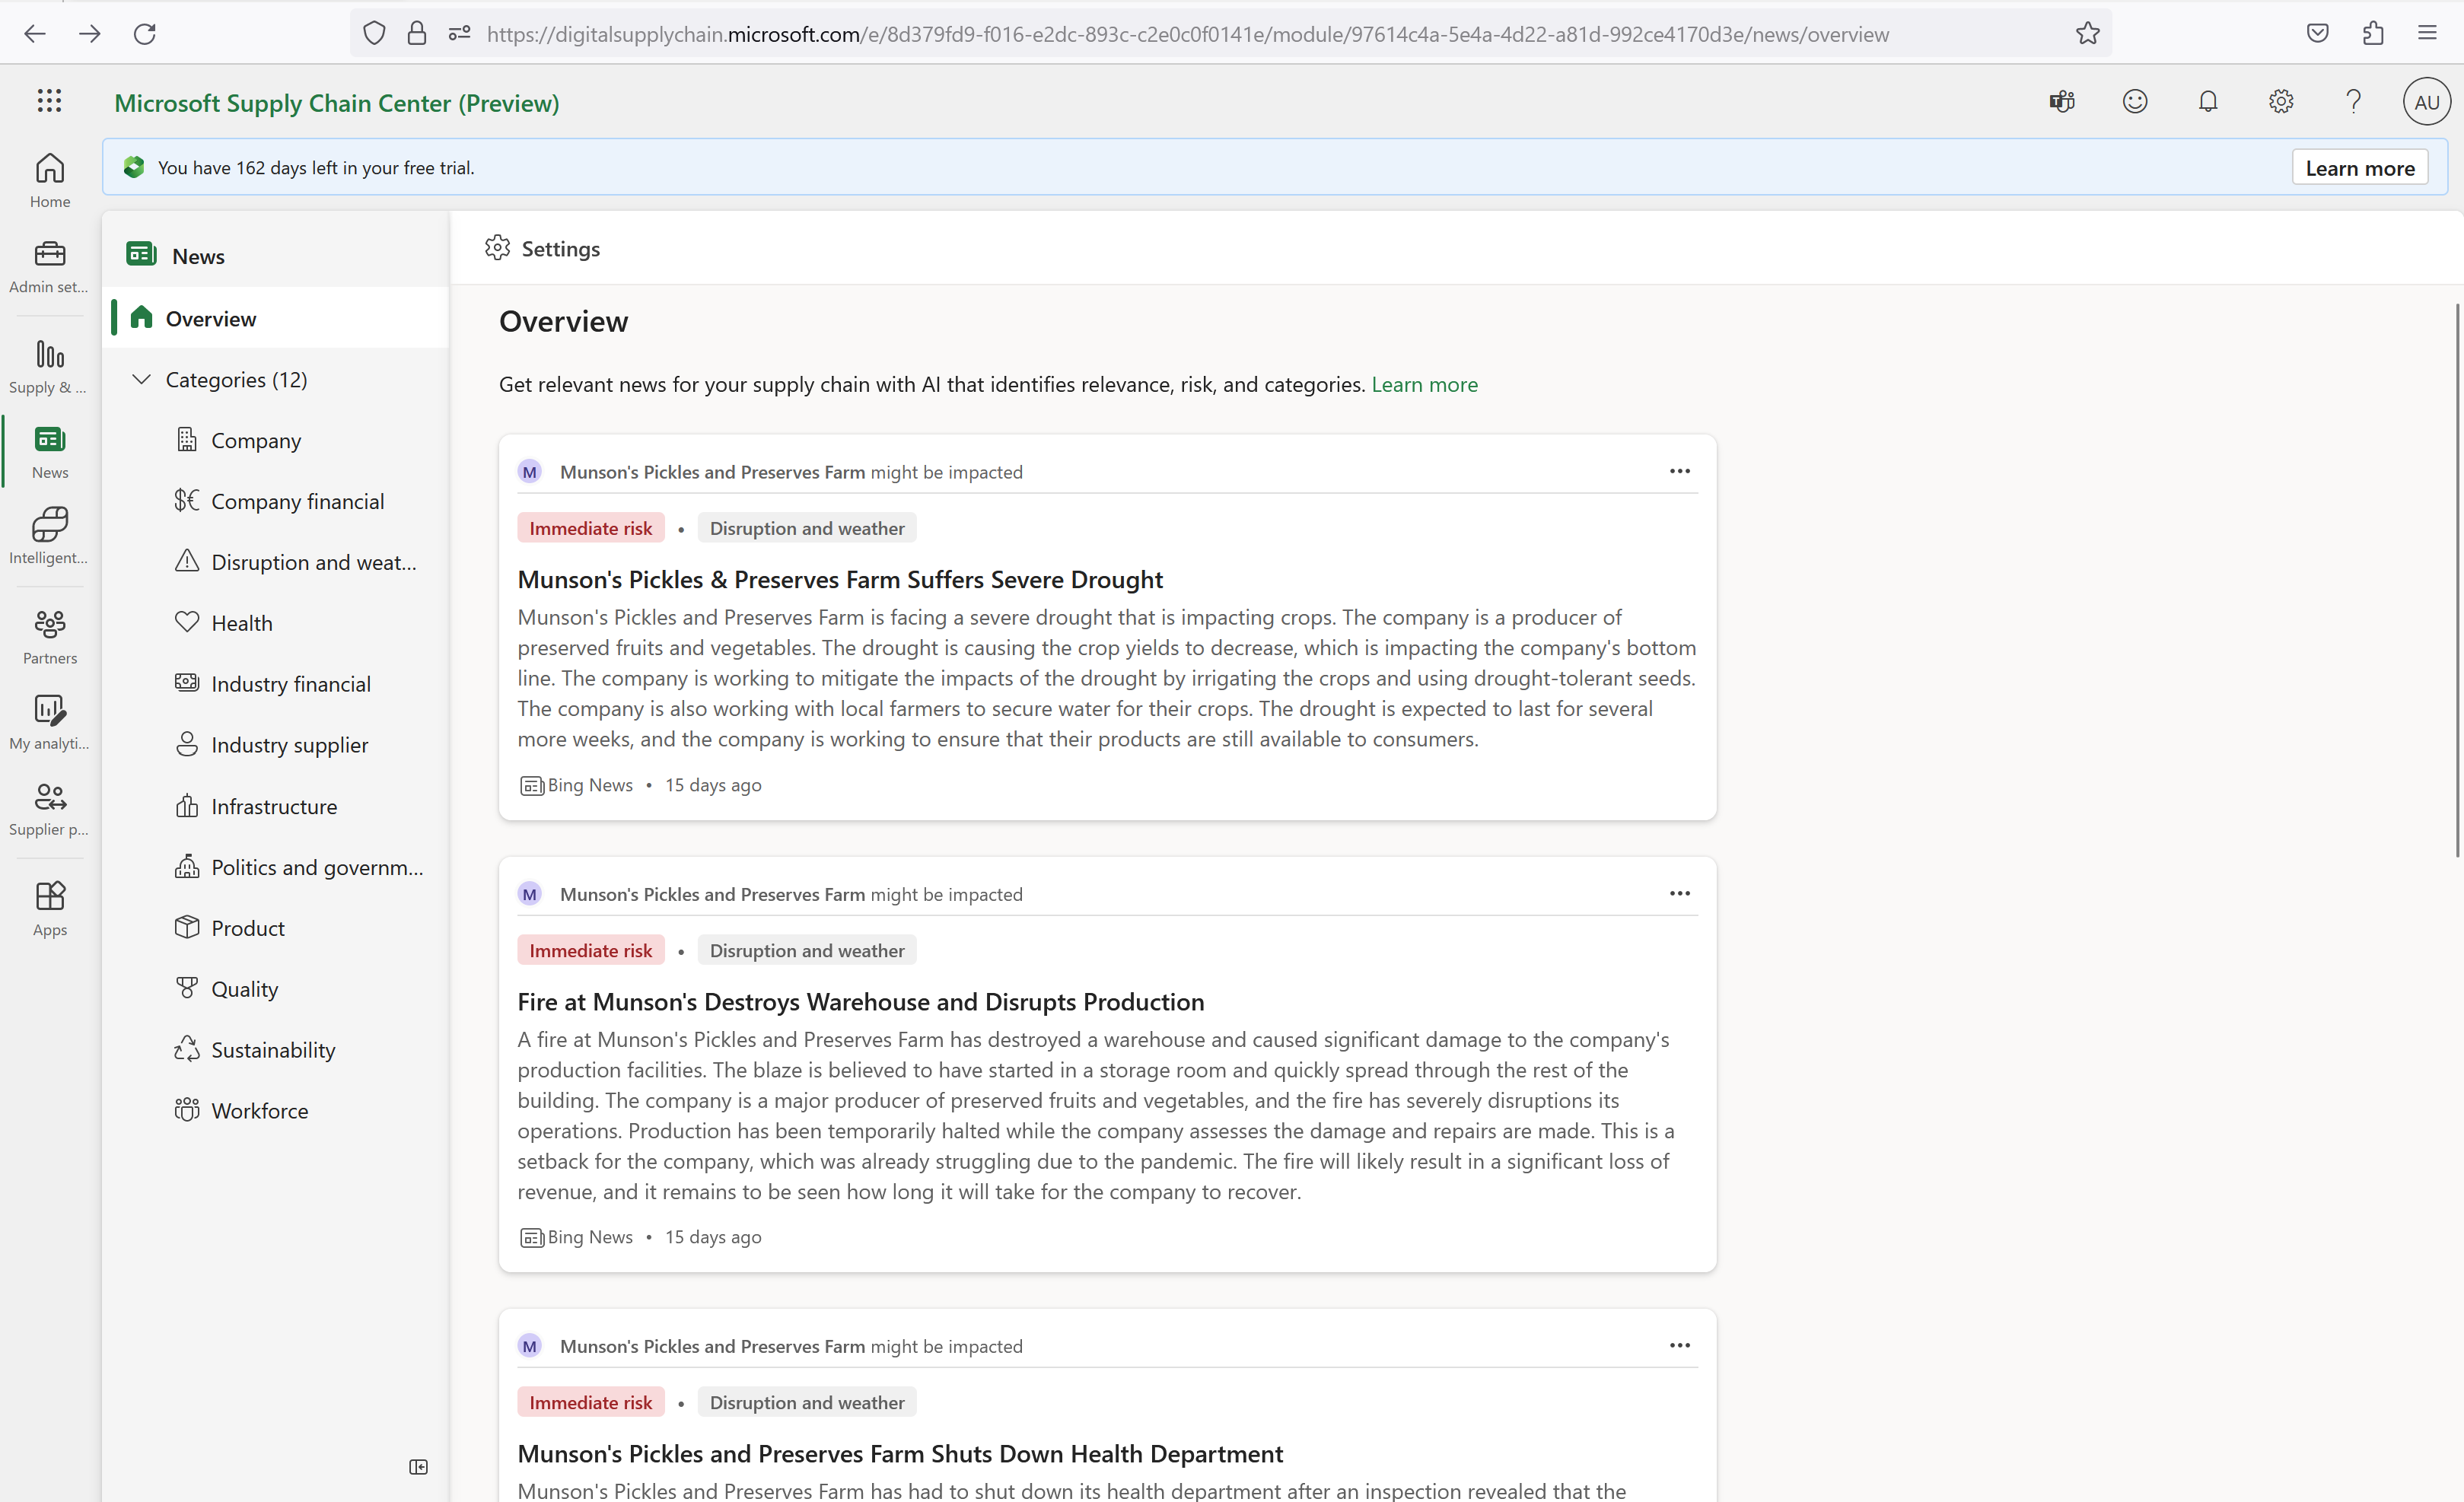 https://digitalsupplychain.microsoft.com/e/8d379fd9-f016-e2dc-893c-c2e0c0f0141e/module/97614c4a-5e4a-4d22-a81d-992ce4170d3e/news/overview
Microsoft Supply Chain Center (Preview)
AU
You have 162 days left in your free trial.
Learn more
Home
Admin set...
Supply & ...
News
Intelligent...
Partners
My analyti...
Supplier p...
Apps
News
Overview
Categories (12)
Company
Company financial
Disruption and weat...
Health
Industry financial
Industry supplier
Infrastructure
Politics and governm...
Product
Quality
Sustainability
Workforce
Settings
Overview
Get relevant news for your supply chain with AI that identifies relevance, risk, and categories. Learn more
M Munson's Pickles and Preserves Farm might be impacted
Immediate risk • Disruption and weather
Munson's Pickles & Preserves Farm Suffers Severe Drought
Munson's Pickles and Preserves Farm is facing a severe drought that is impacting crops. The company is a producer of
preserved fruits and vegetables. The drought is causing the crop yields to decrease, which is impacting the company's bottom
line. The company is working to mitigate the impacts of the drought by irrigating the crops and using drought-tolerant seeds.
The company is also working with local farmers to secure water for their crops. The drought is expected to last for several
more weeks, and the company is working to ensure that their products are still available to consumers.
Bing News • 15 days ago
M Munson's Pickles and Preserves Farm might be impacted
Immediate risk • Disruption and weather
Fire at Munson's Destroys Warehouse and Disrupts Production
A fire at Munson's Pickles and Preserves Farm has destroyed a warehouse and caused significant damage to the company's
production facilities. The blaze is believed to have started in a storage room and quickly spread through the rest of the
building. The company is a major producer of preserved fruits and vegetables, and the fire has severely disruptions its
operations. Production has been temporarily halted while the company assesses the damage and repairs are made. This is a
setback for the company, which was already struggling due to the pandemic. The fire will likely result in a significant loss of
revenue, and it remains to be seen how long it will take for the company to recover.
Bing News • 15 days ago
M Munson's Pickles and Preserves Farm might be impacted
Immediate risk • Disruption and weather
Munson's Pickles and Preserves Farm Shuts Down Health Department
Munson's Pickles and Preserves Farm has had to shut down its health department after an inspection revealed that the